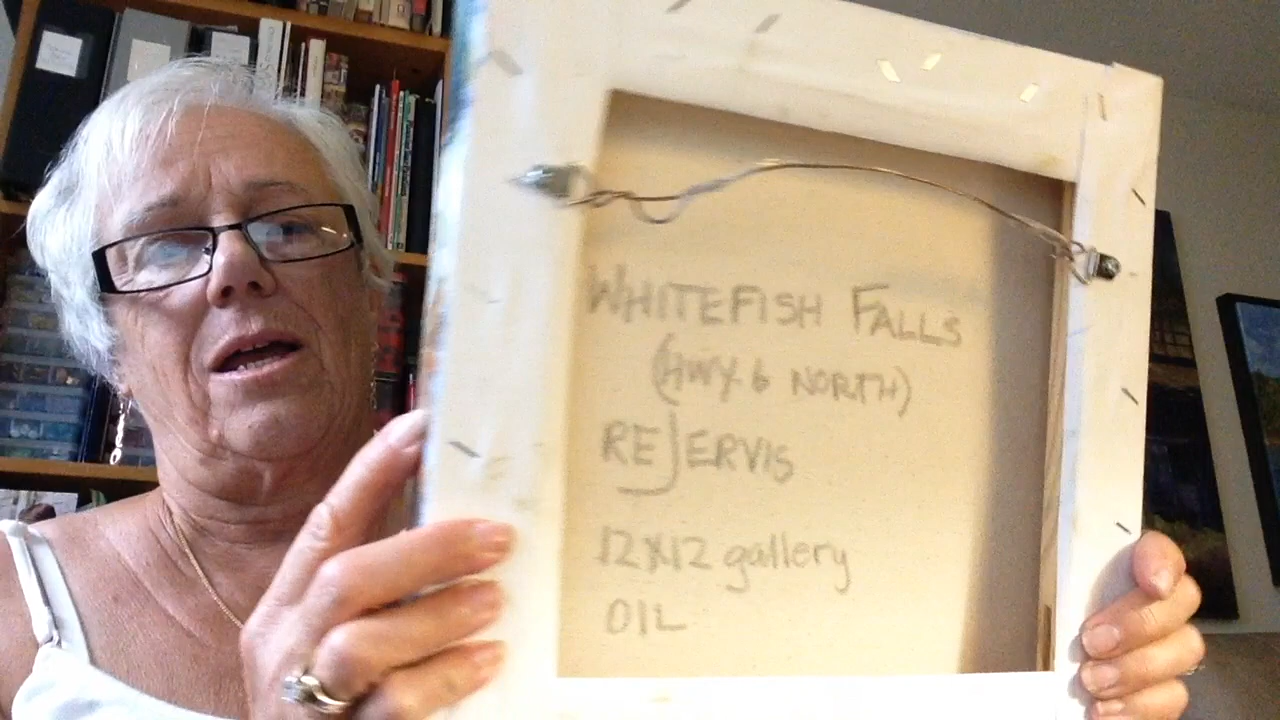 WHITEFISH FALLS
(HWY. 6 NORTH)
REJERVIS
12x12 gallery
OIL